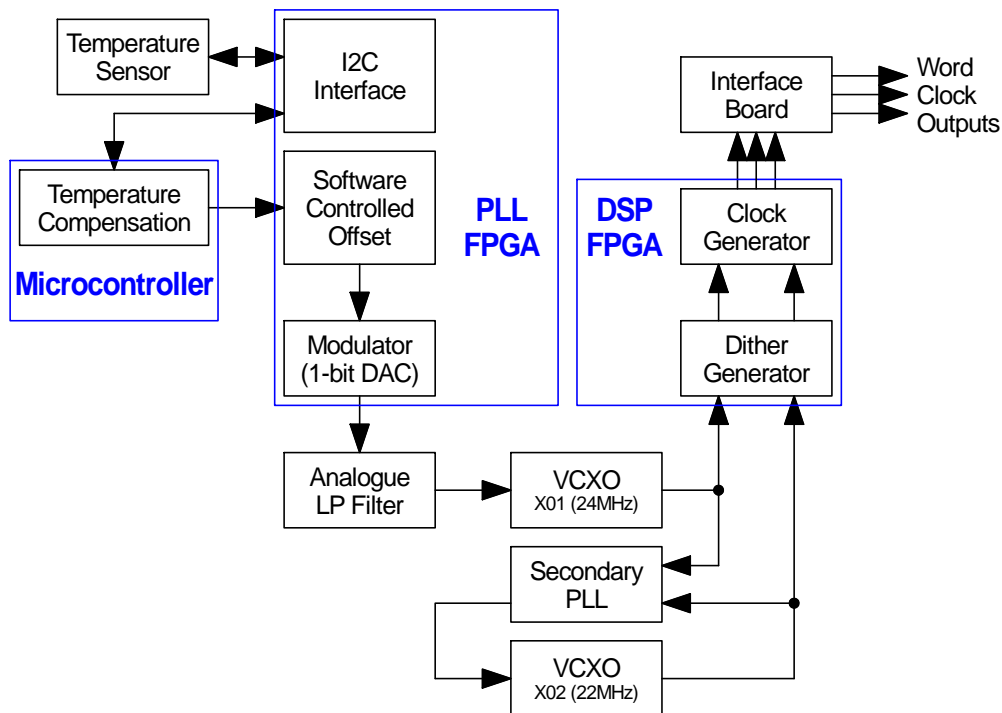 Temperature
Sensor
I2C
Interface
Interface
Board
Word
Clock
Outputs
Temperature
Compensation
Microcontroller
Software
Controlled
Offset
PLL
FPGA
DSP
FPGA
Clock
Generator
Modulator
(1-bit DAC)
Dither
Generator
Analogue
LP Filter
VCXO
X01 (24MHz)
Secondary
PLL
VCXO
X02 (22MHz)